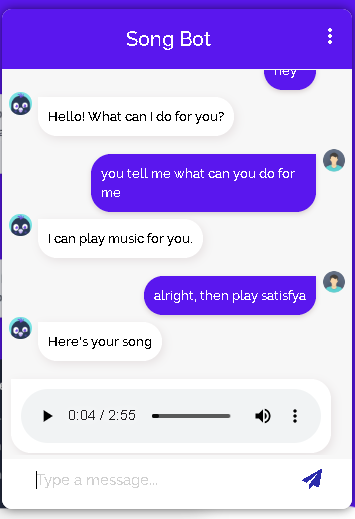 Song Bot
hey
Hello! What can I do for you?
you tell me what can you do for
me
I can play music for you.
alright, then play satisfya
Here's your song
0:04 / 2:55
Type a message...